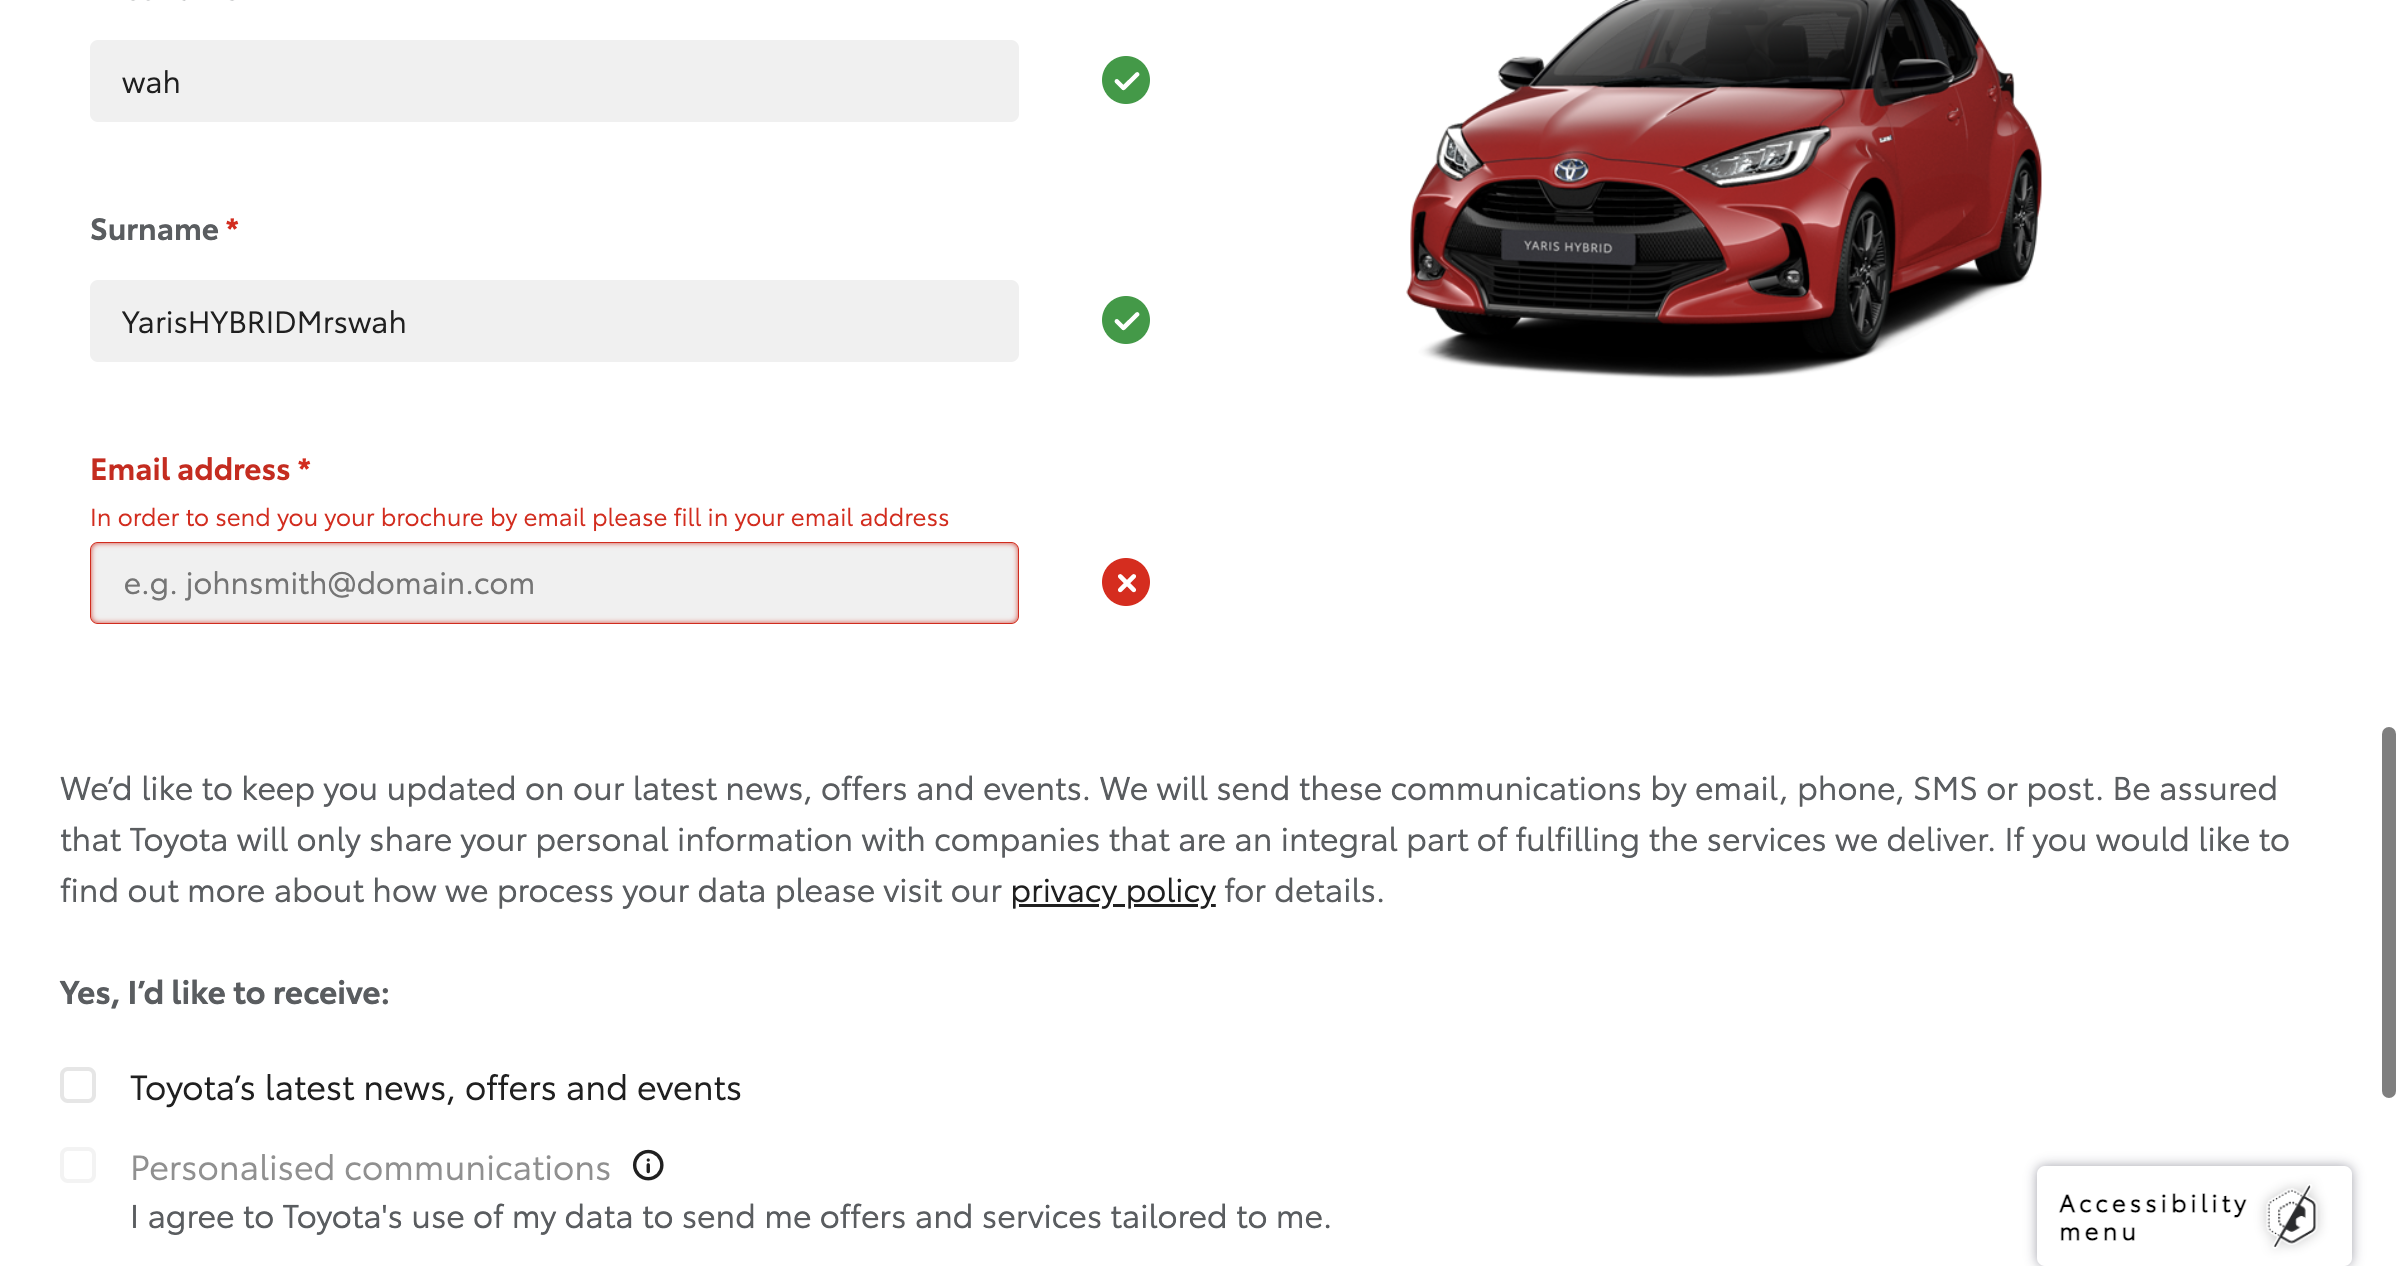 wah
Surname *
YarisHYBRIDMrswah
YARIS HYBRID
Email address *
In order to send you your brochure by email please fill in your email address
e.g. johnsmith@domain.com
We’d like to keep you updated on our latest news, offers and events. We will send these communications by email, phone, SMS or post. Be assured
that Toyota will only share your personal information with companies that are an integral part of fulfilling the services we deliver. If you would like to
find out more about how we process your data please visit our privacy policy for details.
Yes, I’d like to receive:
Toyota’s latest news, offers and events
Personalised communications
I agree to Toyota's use of my data to send me offers and services tailored to me.
Accessibility
menu